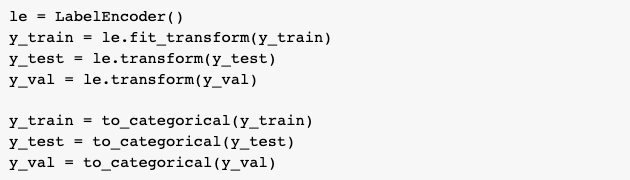 le = LabelEncoder()
y_train = le.fit_transform(y_train)
y_test = le.transform(y_test)
y_val = le.transform(y_val)

y_train = to_categorical(y_train)
y_test = to_categorical(y_test)
y_val = to_categorical(y_val)